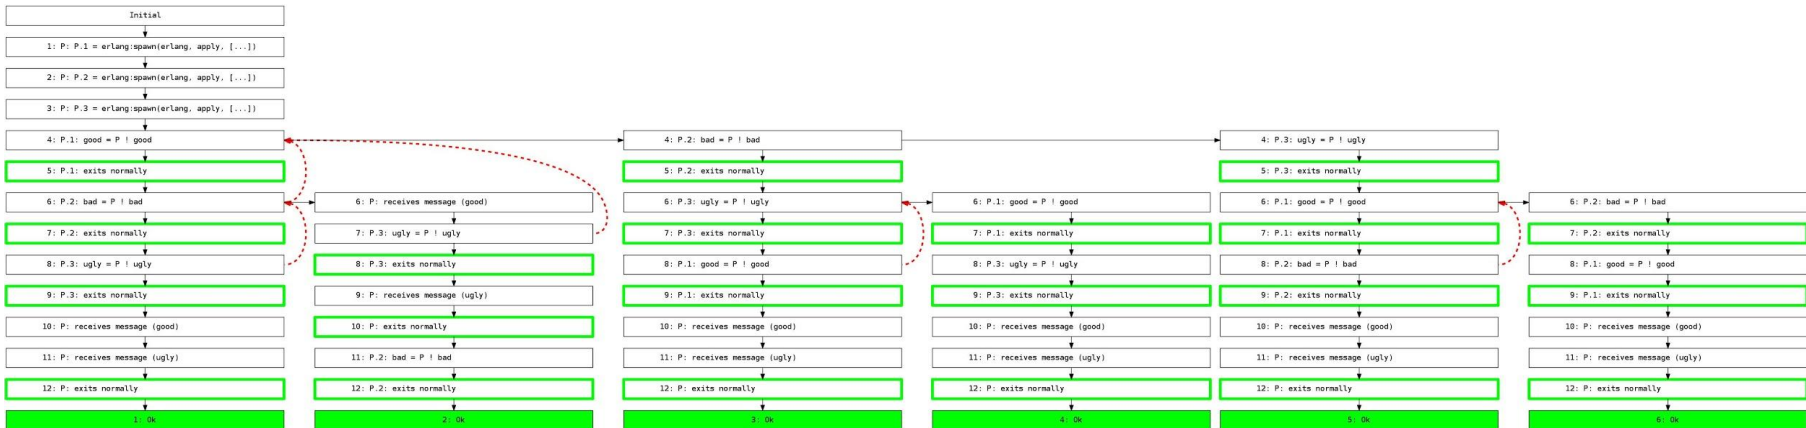 Initial
1: P: P.1 = erlang:spawn(erlang, apply, [...])
2: P: P.2 = erlang:spawn(erlang, apply, [...])
3: P: P.3 = erlang:spawn(erlang, apply, [...])
4: P.1: good = P ! good
5: P.1: exits normally
6: P.2: bad = P ! bad
7: P.2: exits normally
8: P.3: ugly = P ! ugly
9: P.3: exits normally
10: P: receives message (good)
11: P: receives message (ugly)
12: P: exits normally
1: Ok
6: P: receives message (good)
7: P.3: ugly = P ! ugly
8: P.3: exits normally
9: P: receives message (ugly)
10: P: exits normally
11: P.2: bad = P ! bad
12: P.2: exits normally
2: Ok
4: P.2: bad = P ! bad
5: P.2: exits normally
6: P.3: ugly = P ! ugly
7: P.3: exits normally
8: P.1: good = P ! good
9: P.1: exits normally
10: P: receives message (good)
11: P: receives message (ugly)
12: P: exits normally
3: Ok
6: P.1: good = P ! good
7: P.1: exits normally
8: P.3: ugly = P ! ugly
9: P.3: exits normally
10: P: receives message (good)
11: P: receives message (ugly)
12: P: exits normally
4: Ok
4: P.3: ugly = P ! ugly
5: P.3: exits normally
6: P.1: good = P ! good
7: P.1: exits normally
8: P.2: bad = P ! bad
9: P.2: exits normally
10: P: receives message (good)
11: P: receives message (ugly)
12: P: exits normally
5: Ok
6: P.2: bad = P ! bad
7: P.2: exits normally
8: P.1: good = P ! good
9: P.1: exits normally
10: P: receives message (good)
11: P: receives message (ugly)
12: P: exits normally
6: Ok